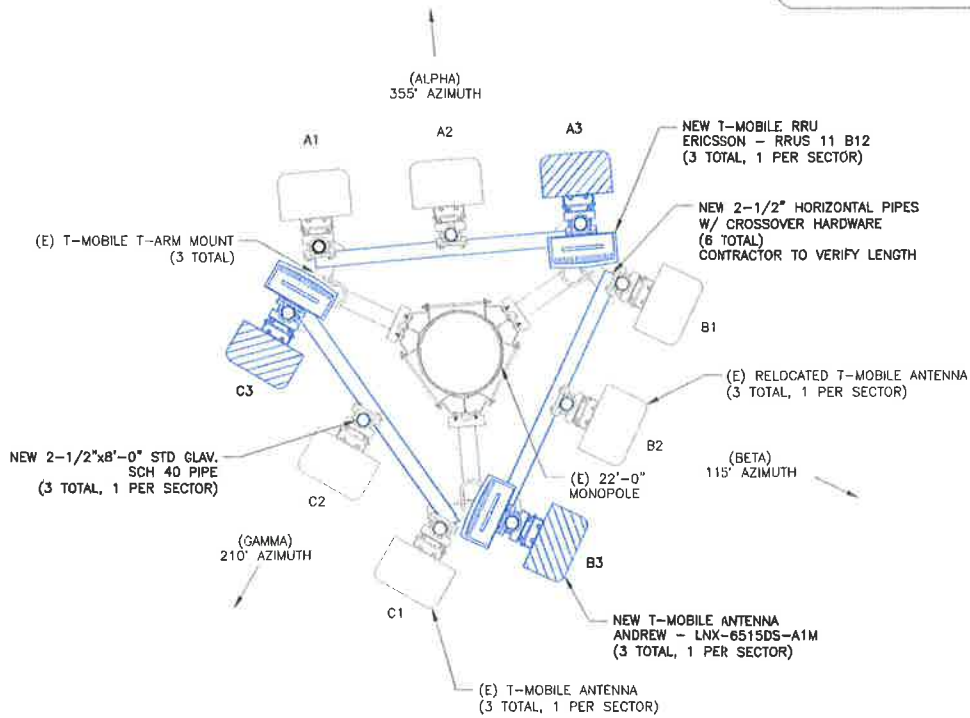 (ALPHA)
355' AZIMUTH
A1
A2
A3
NEW T-MOBILE RRU
ERICSSON - RRUS 11 B12
(3 TOTAL, 1 PER SECTOR)
NEW 2-1/2" HORIZONTAL PIPES
W/ CROSSOVER HARDWARE
(6 TOTAL)
CONTRACTOR TO VERIFY LENGTH
(E) T-MOBILE T-ARM MOUNT
(3 TOTAL)
B1
C3
(E) RELOCATED T-MOBILE ANTENNA
(3 TOTAL, 1 PER SECTOR)
B2
NEW 2-1/2"x8'-0" STD GLAV.
SCH 40 PIPE
(3 TOTAL, 1 PER SECTOR)
(BETA)
115' AZIMUTH
C2
(E) 22'-0"
MONOPOLE
(GAMMA)
210' AZIMUTH
B3
C1
NEW T-MOBILE ANTENNA
ANDREW - LNX-6515DS-A1M
(3 TOTAL, 1 PER SECTOR)
(E) T-MOBILE ANTENNA
(3 TOTAL, 1 PER SECTOR)